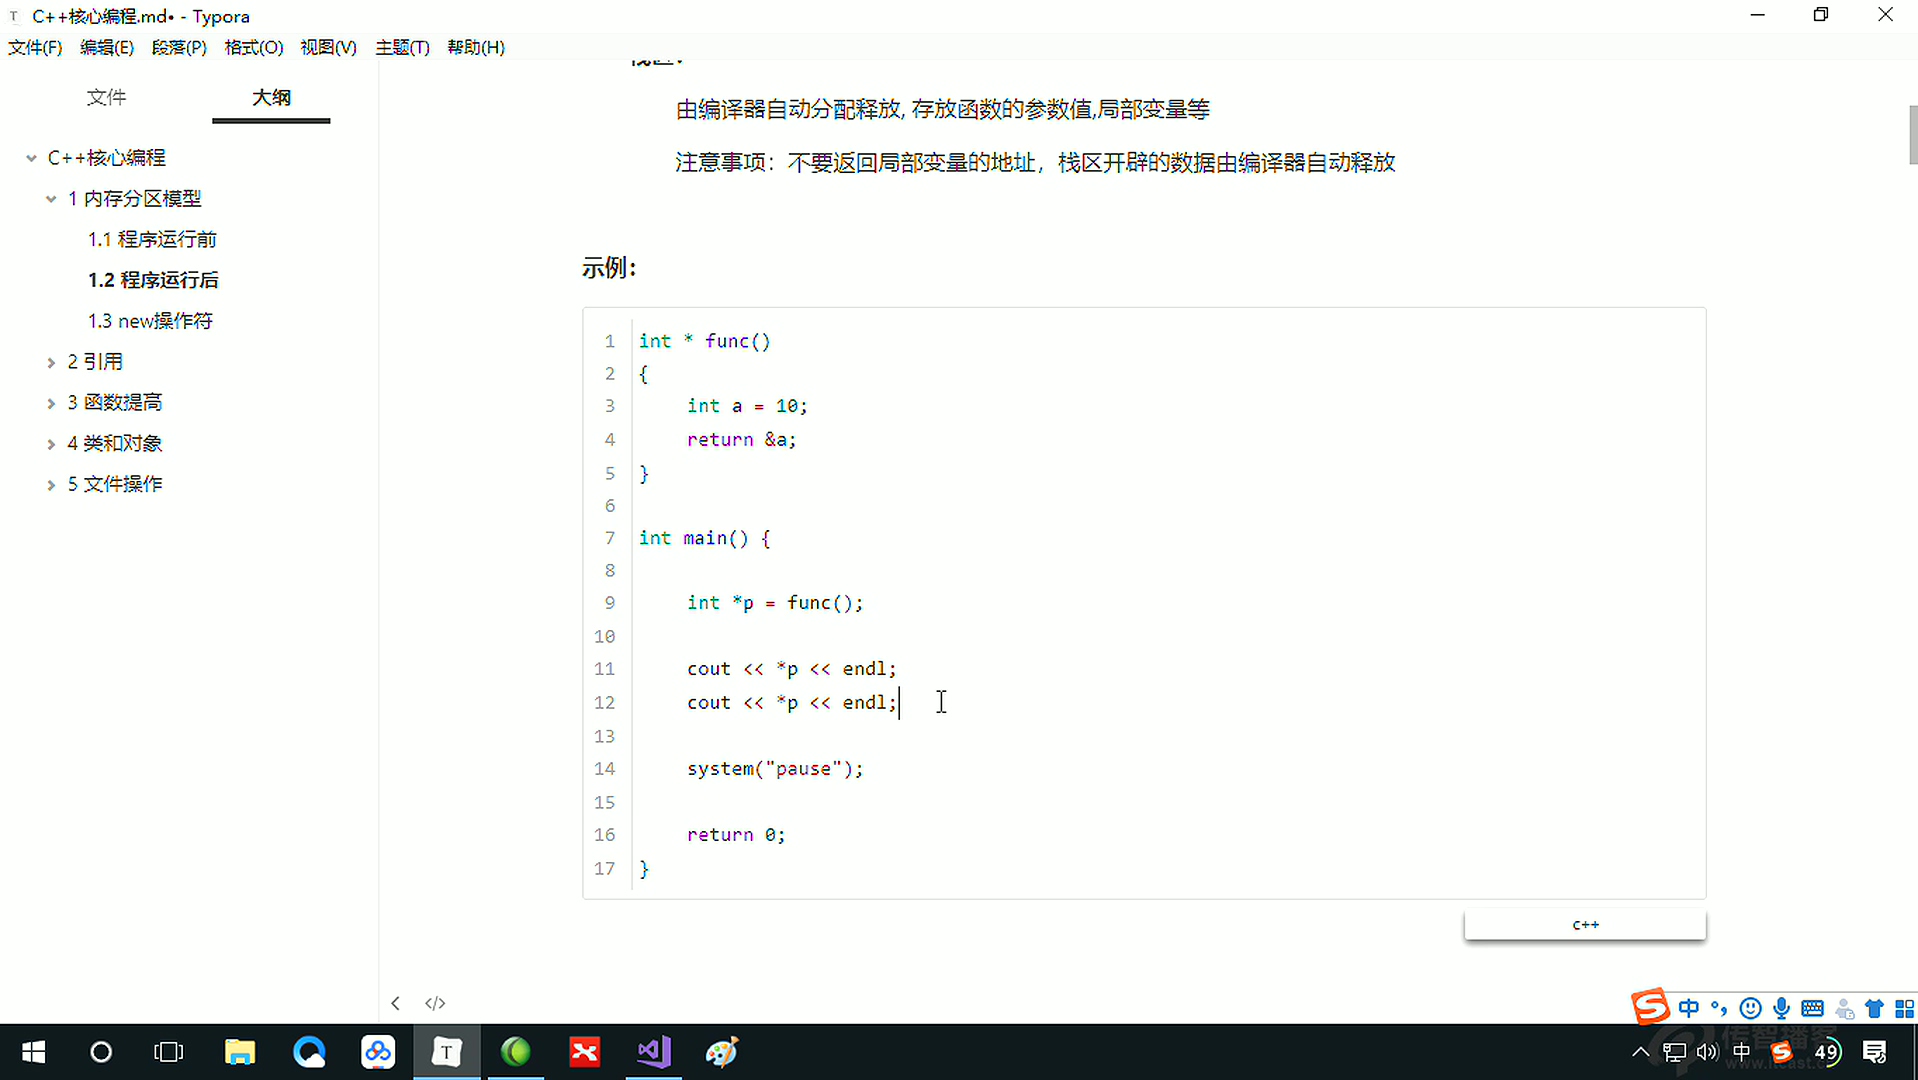 C++核心编程.md• - Typora
文件(F) 编辑(E) 段落(P) 格式(O) 视图(V) 主题(T) 帮助(H)
文件 大纲
C++核心编程
1 内存分区模型
1.1 程序运行前
1.2 程序运行后
1.3 new操作符
2 引用
3 函数提高
4 类和对象
5 文件操作
由编译器自动分配释放, 存放函数的参数值,局部变量等
注意事项：不要返回局部变量的地址，栈区开辟的数据由编译器自动释放
示例：
1 int * func()
2 {
3 int a = 10;
4 return &a;
5 }
6
7 int main() {
8
9 int *p = func();
10
11 cout << *p << endl;
12 cout << *p << endl;
13
14 system("pause");
15
16 return 0;
17 }
c++
中
中 49
传智播客